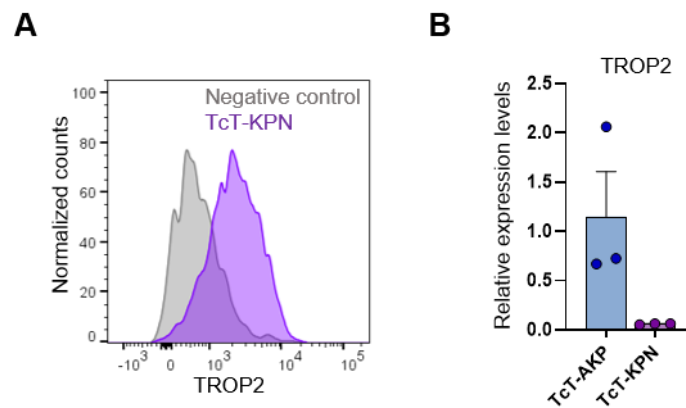 A
Normalized counts
100
80
60
40
20
0
Negative control
TcT-KPN
-10³ 0 10³ 10⁴ 10⁵
TROP2
B
TROP2
Relative expression levels
2.5
2.0
1.5
1.0
0.5
0.0
TcT-AKP
TcT-KPN